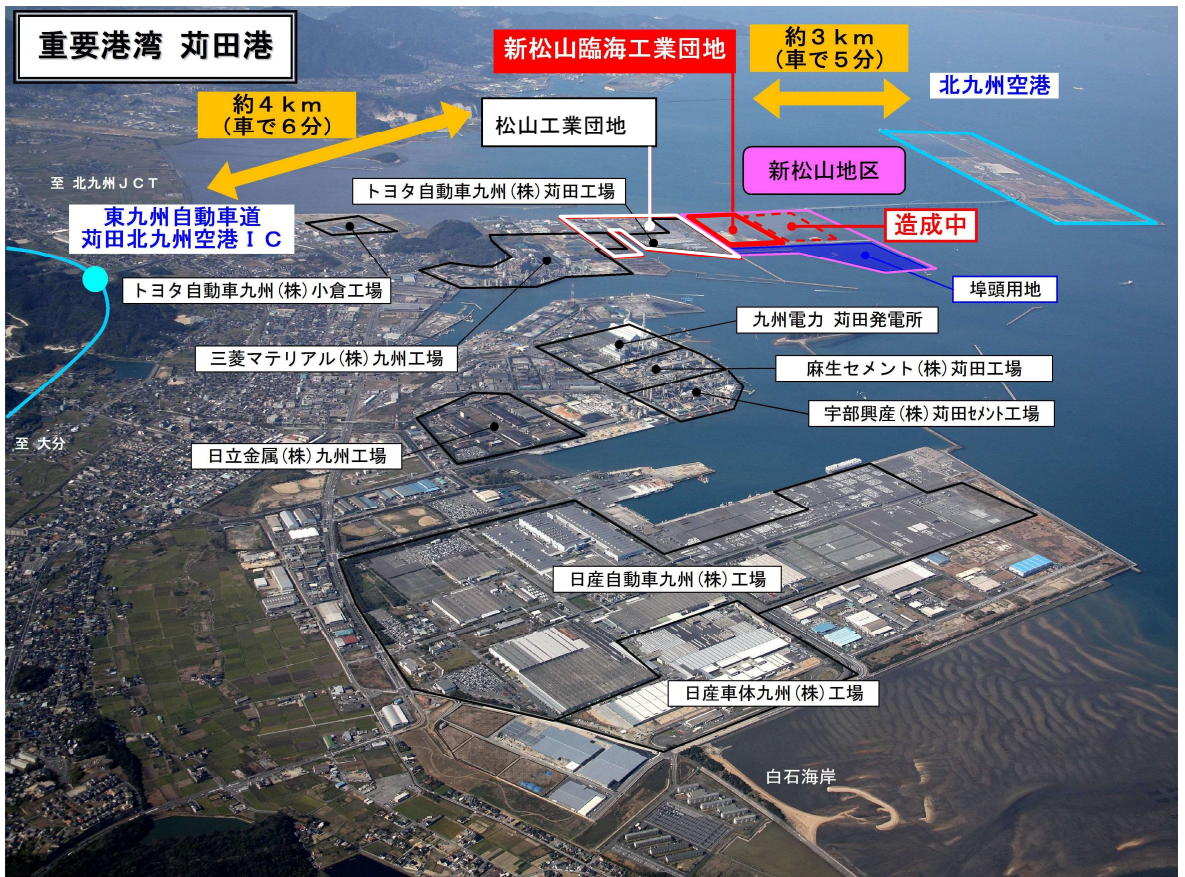 重要港湾 苅田港
新松山臨海工業団地
約３ｋｍ
（車で５分）
北九州空港
約４ｋｍ
（車で６分）
松山工業団地
新松山地区
至 北九州ＪＣＴ
トヨタ自動車九州(株)苅田工場
東九州自動車道
苅田北九州空港ＩＣ
造成中
トヨタ自動車九州(株)小倉工場
埠頭用地
九州電力 苅田発電所
三菱マテリアル(株)九州工場
麻生セメント(株)苅田工場
宇部興産(株)苅田ｾﾒﾝﾄ工場
至 大分
日立金属(株)九州工場
日産自動車九州(株)工場
日産車体九州(株)工場
白石海岸